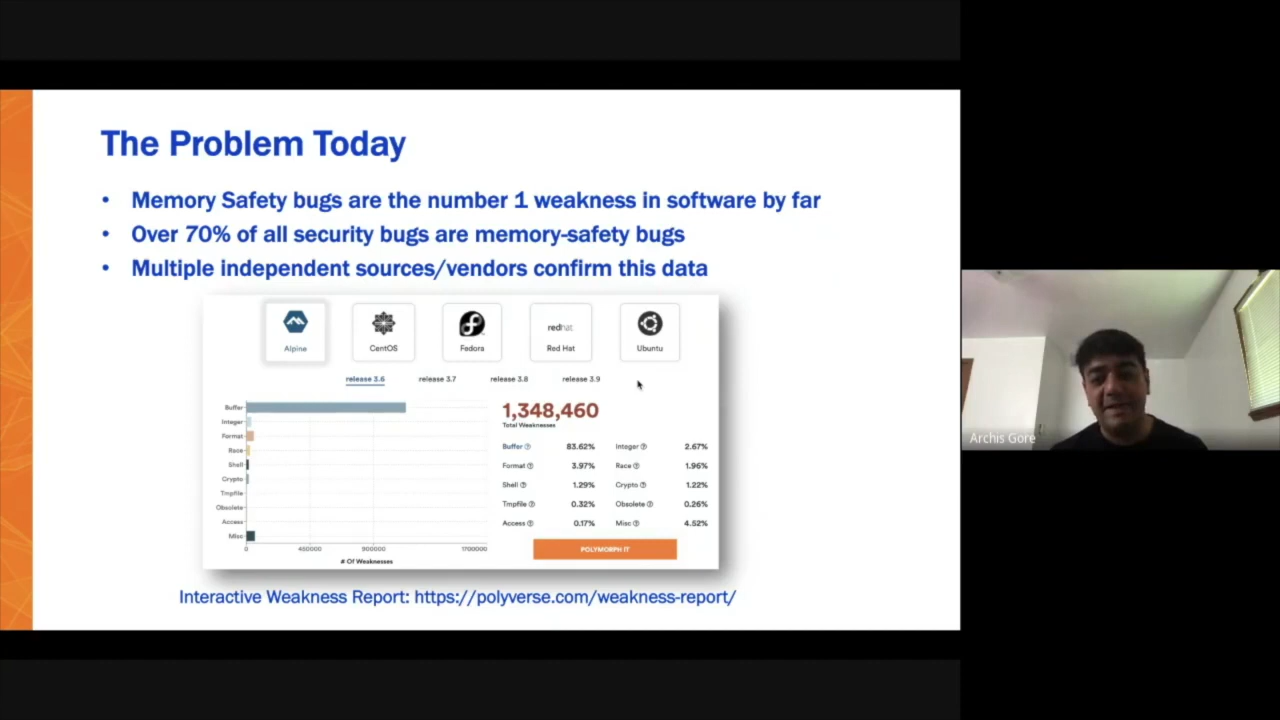 The Problem Today
• Memory Safety bugs are the number 1 weakness in software by far
• Over 70% of all security bugs are memory-safety bugs
• Multiple independent sources/vendors confirm this data
Alpine
CentOS
Fedora
redhat
Red Hat
Ubuntu
release 3.6 release 3.7 release 3.8 release 3.9
Buffer
Integer
Format
Race
Shell
Crypto
Tmpfile
Obsolete
Access
Misc
0 450000 900000 1700000
# Of Weaknesses
1,348,460
Total Weaknesses
Buffer 83.62% Integer 2.67%
Format 3.97% Race 1.96%
Shell 1.29% Crypto 1.22%
Tmpfile 0.32% Obsolete 0.26%
Access 0.17% Misc 4.52%
POLYMORPH IT
Interactive Weakness Report: https://polyverse.com/weakness-report/
Archis Gore